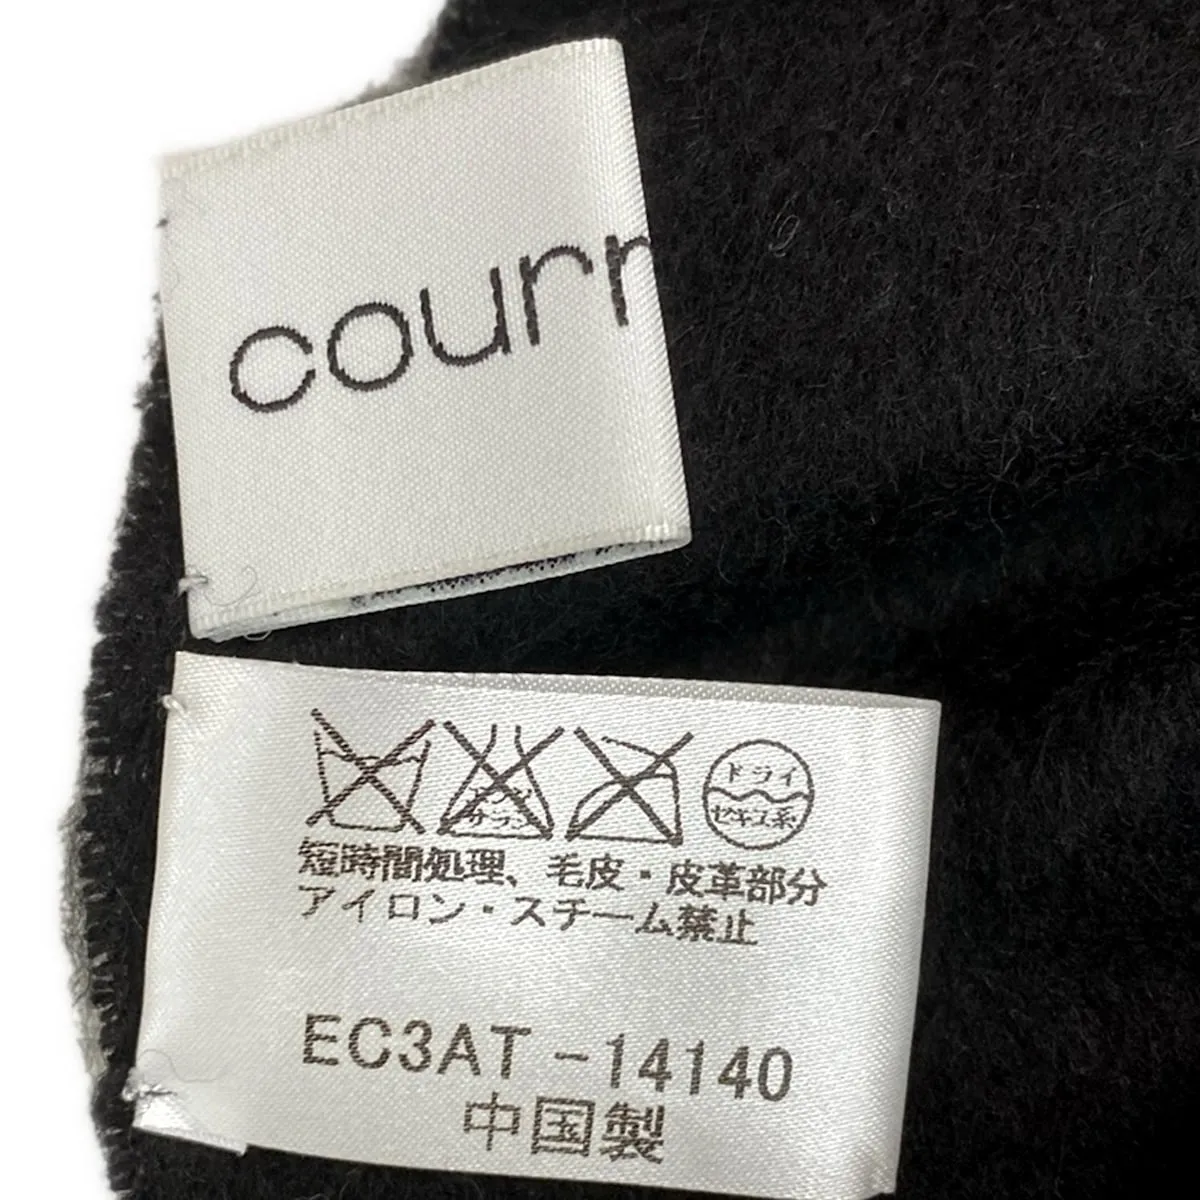 courr
ドライ
セキユ系
短時間処理、毛皮・皮革部分
アイロン・スチーム禁止
EC3AT-14140
中国製